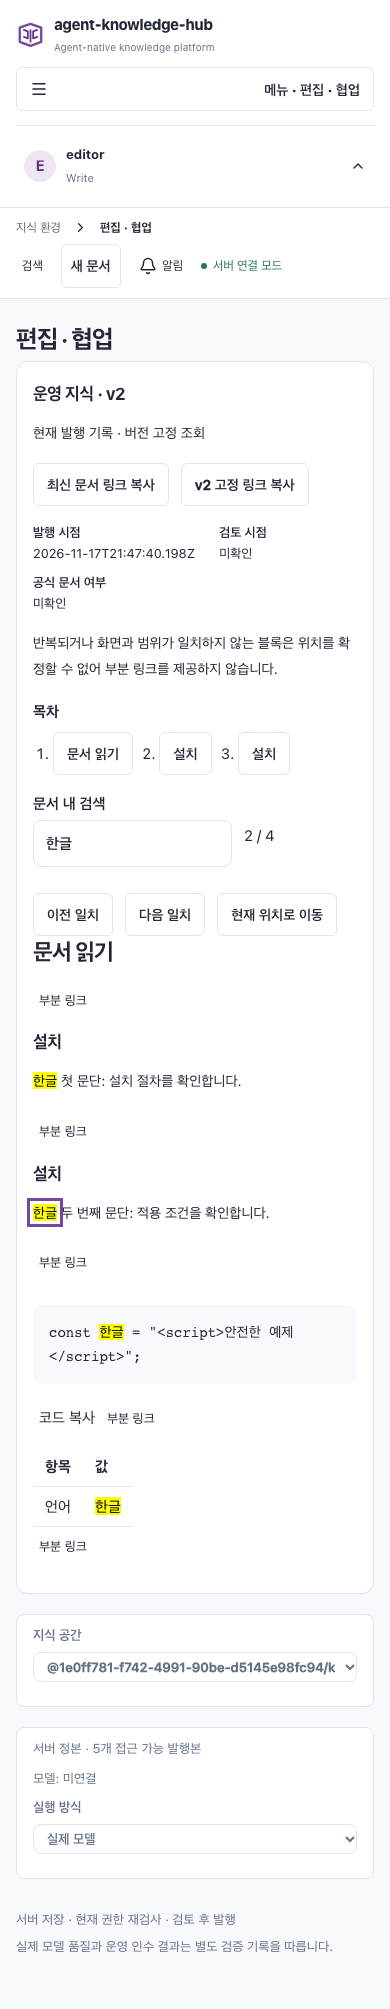 agent-knowledge-hub
Agent-native knowledge platform
메뉴 · 편집 · 협업
E
editor
Write
지식 환경
편집 · 협업
검색
새 문서
알림
서버 연결 모드
편집 · 협업
운영 지식 · v2
현재 발행 기록 · 버전 고정 조회
최신 문서 링크 복사
v2 고정 링크 복사
발행 시점
검토 시점
2026-11-17T21:47:40.198Z
미확인
공식 문서 여부
미확인
반복되거나 화면과 범위가 일치하지 않는 블록은 위치를 확
정할 수 없어 부분 링크를 제공하지 않습니다.
목차
1. 문서 읽기
2. 설치
3. 설치
문서 내 검색
한글
2 / 4
이전 일치
다음 일치
현재 위치로 이동
문서 읽기
부분 링크
설치
한글 첫 문단: 설치 절차를 확인합니다.
부분 링크
설치
한글 두 번째 문단: 적용 조건을 확인합니다.
부분 링크
const 한글 = "<script>안전한 예제
</script>";
코드 복사
부분 링크
항목 값
언어 한글
부분 링크
지식 공간
@1e0ff781-f742-4991-90be-d5145e98fc94/k
서버 정본 · 5개 접근 가능 발행본
모델: 미연결
실행 방식
실제 모델
서버 저장 · 현재 권한 재검사 · 검토 후 발행
실제 모델 품질과 운영 인수 결과는 별도 검증 기록을 따릅니다.